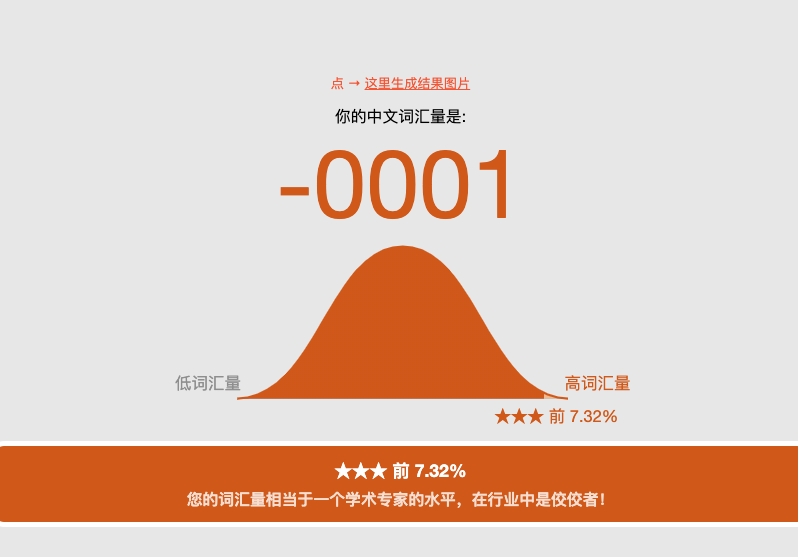 点 → 这里生成结果图片
你的中文词汇量是:
-0001
低词汇量
高词汇量
★★★ 前 7.32%
★★★ 前 7.32%
您的词汇量相当于一个学术专家的水平，在行业中是佼佼者！